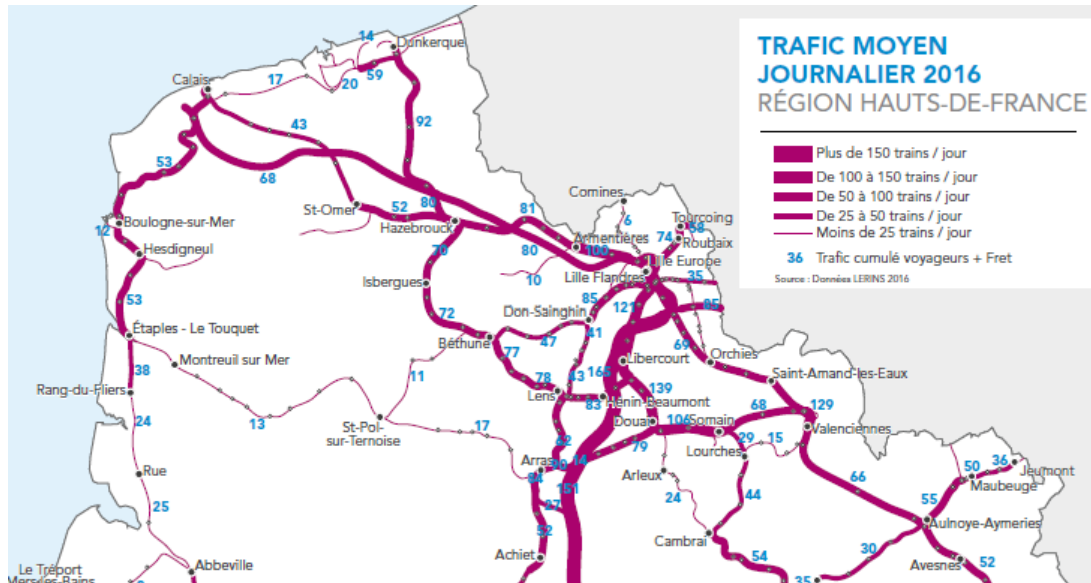 TRAFIC MOYEN
JOURNALIER 2016
RÉGION HAUTS-DE-FRANCE
Plus de 150 trains / jour
De 100 à 150 trains / jour
De 50 à 100 trains / jour
De 25 à 50 trains / jour
Moins de 25 trains / jour
36 Trafic cumulé voyageurs + Fret
Source : Données LERINS 2016
14
Dunkerque
59
17
20
Calais
43
92
53
68
Comines
6
St-Omer
52
80
Hazebrouck
81
Tourcoing
58
Boulogne-sur-Mer
12
Armentières
100
74
Roubaix
Hesdigneul
70
80
10
Lille Europe
Lille Flandres
35
Isbergues
53
72
Don-Sainghin
85
121
85
Étaples - Le Touquet
Béthune
47
41
69
Orchies
Montreuil sur Mer
77
Libercourt
38
11
43
165
Saint-Amand-les-Eaux
Rang-du-Fliers
78
Lens
139
83
Hénin-Beaumont
68
129
24
13
St-Pol
sur-Ternoise
17
Douai
106
Somain
Valenciennes
62
79
29
15
Lourches
Rue
Arras
70
14
84
151
Arleux
24
44
66
50
36
Jeumont
Maubeuge
25
27
55
52
Aulnoye-Aymeries
Cambrai
30
Achiet
54
Avesnes
52
Le Tréport
Mers-les-Bains
Abbeville
35